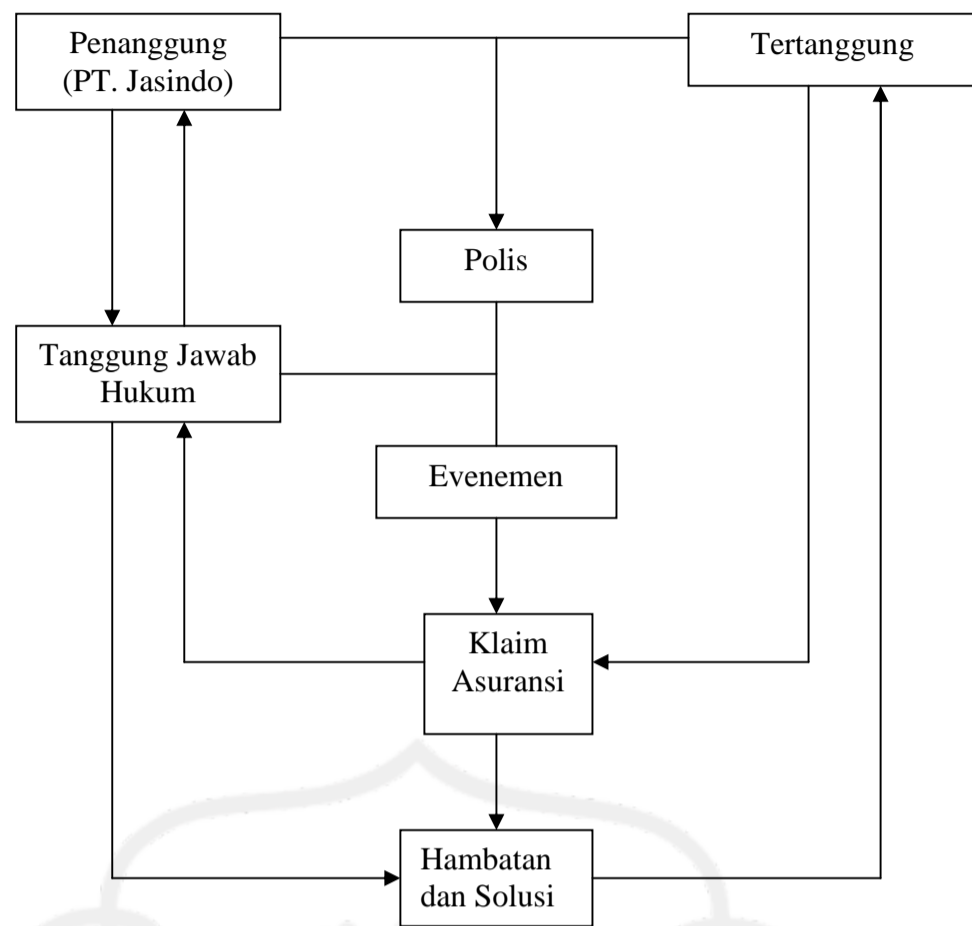 Penanggung
(PT. Jasindo)
Tertanggung
Polis
Tanggung Jawab
Hukum
Evenemen
Klaim
Asuransi
Hambatan
dan Solusi